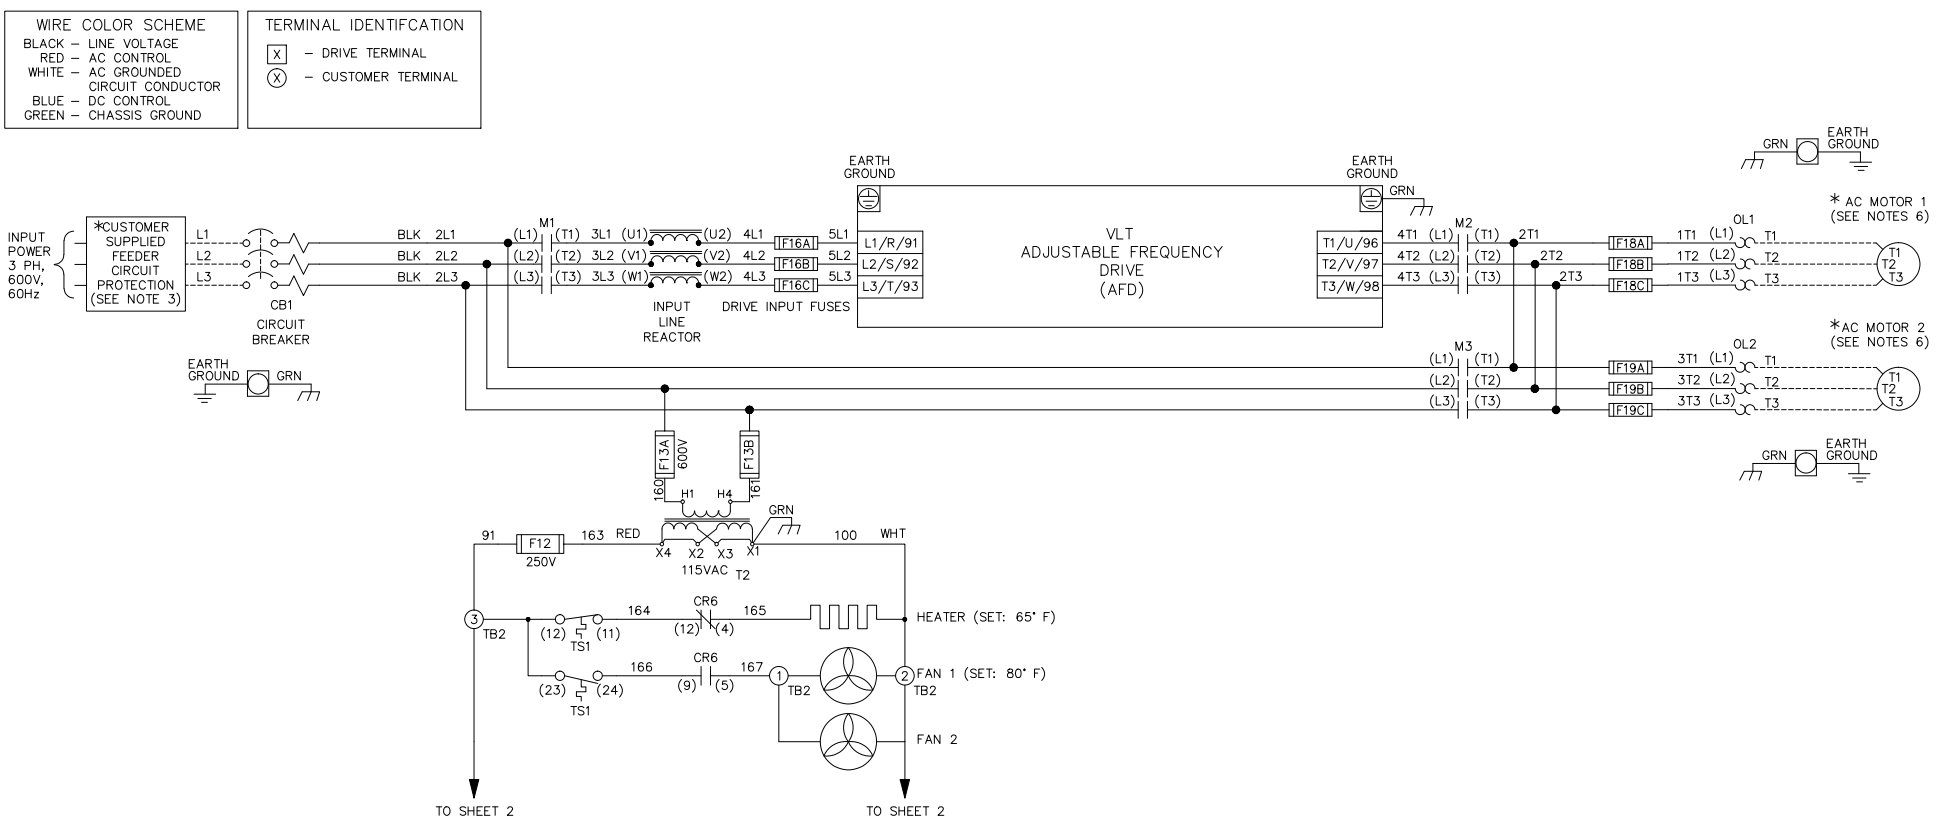 WIRE COLOR SCHEME
BLACK – LINE VOLTAGE
RED – AC CONTROL
WHITE – AC GROUNDED
CIRCUIT CONDUCTOR
BLUE – DC CONTROL
GREEN – CHASSIS GROUND
TERMINAL IDENTIFCATION
X – DRIVE TERMINAL
X – CUSTOMER TERMINAL
INPUT
POWER
3 PH,
600V,
60Hz
*CUSTOMER
SUPPLIED
FEEDER
CIRCUIT
PROTECTION
(SEE NOTE 3)
L1
L2
L3
CB1
CIRCUIT
BREAKER
EARTH
GROUND
GRN
M1
BLK 2L1 (L1) (T1) 3L1 (U1) (U2) 4L1 F16A 5L1
BLK 2L2 (L2) (T2) 3L2 (V1) (V2) 4L2 F16B 5L2
BLK 2L3 (L3) (T3) 3L3 (W1) (W2) 4L3 F16C 5L3
INPUT
LINE
REACTOR
DRIVE INPUT FUSES
EARTH
GROUND
L1/R/91
L2/S/92
L3/T/93
VLT
ADJUSTABLE FREQUENCY
DRIVE
(AFD)
EARTH
GROUND
GRN
T1/U/96
T2/V/97
T3/W/98
M2
4T1 (L1) (T1) 2T1 F18A 1T1 (L1) T1
4T2 (L2) (T2) 2T2 F18B 1T2 (L2) T2
4T3 (L3) (T3) 2T3 F18C 1T3 (L3) T3
OL1
GRN
EARTH
GROUND
* AC MOTOR 1
(SEE NOTES 6)
T1
T2
T3
M3
(L1) (T1) F19A 3T1 (L1) T1
(L2) (T2) F19B 3T2 (L2) T2
(L3) (T3) F19C 3T3 (L3) T3
OL2
*AC MOTOR 2
(SEE NOTES 6)
T1
T2
T3
GRN
EARTH
GROUND
F13A
600V
F13B
160
161
H1 H4
GRN
91 F12 163 RED
250V
X4 X2 X3 X1
115VAC T2
100 WHT
3
TB2
(12) (11)
TS1
164
CR6
(12) (4)
165
HEATER (SET: 65° F)
(23) (24)
TS1
166
CR6
(9) (5)
167
1
TB2
2
TB2
FAN 1 (SET: 80° F)
FAN 2
TO SHEET 2
TO SHEET 2